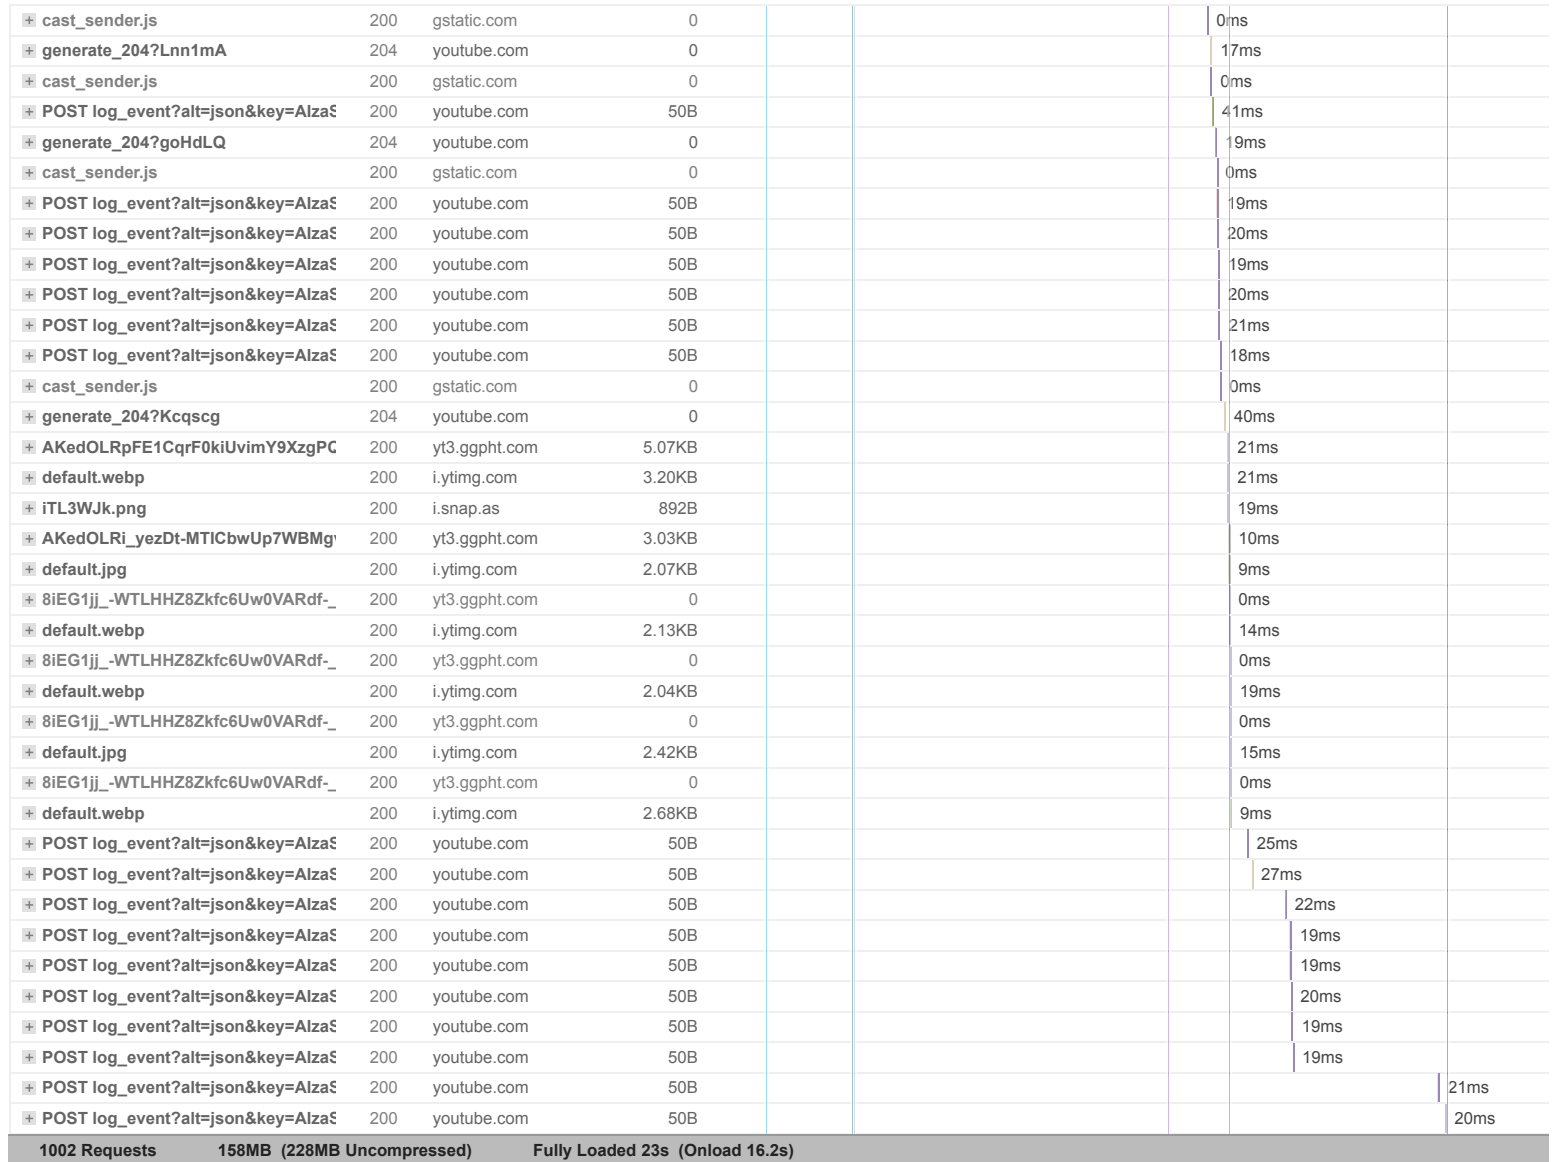 cast_sender.js 200 gstatic.com 0 0ms
generate_204?Lnn1mA 204 youtube.com 0 17ms
cast_sender.js 200 gstatic.com 0 0ms
POST log_event?alt=json&key=AIzaS 200 youtube.com 50B 41ms
generate_204?goHdLQ 204 youtube.com 0 19ms
cast_sender.js 200 gstatic.com 0 0ms
POST log_event?alt=json&key=AIzaS 200 youtube.com 50B 19ms
POST log_event?alt=json&key=AIzaS 200 youtube.com 50B 20ms
POST log_event?alt=json&key=AIzaS 200 youtube.com 50B 19ms
POST log_event?alt=json&key=AIzaS 200 youtube.com 50B 20ms
POST log_event?alt=json&key=AIzaS 200 youtube.com 50B 21ms
POST log_event?alt=json&key=AIzaS 200 youtube.com 50B 18ms
cast_sender.js 200 gstatic.com 0 0ms
generate_204?Kcqscg 204 youtube.com 0 40ms
AKedOLRpFE1CqrF0kiUvimY9XzgPC 200 yt3.ggpht.com 5.07KB 21ms
default.webp 200 i.ytimg.com 3.20KB 21ms
iTL3WJk.png 200 i.snap.as 892B 19ms
AKedOLRi_yezDt-MTICbwUp7WBMg 200 yt3.ggpht.com 3.03KB 10ms
default.jpg 200 i.ytimg.com 2.07KB 9ms
8iEG1jj_-WTLHHZ8Zkfc6Uw0VARdf-_ 200 yt3.ggpht.com 0 0ms
default.webp 200 i.ytimg.com 2.13KB 14ms
8iEG1jj_-WTLHHZ8Zkfc6Uw0VARdf-_ 200 yt3.ggpht.com 0 0ms
default.webp 200 i.ytimg.com 2.04KB 19ms
8iEG1jj_-WTLHHZ8Zkfc6Uw0VARdf-_ 200 yt3.ggpht.com 0 0ms
default.jpg 200 i.ytimg.com 2.42KB 15ms
8iEG1jj_-WTLHHZ8Zkfc6Uw0VARdf-_ 200 yt3.ggpht.com 0 0ms
default.webp 200 i.ytimg.com 2.68KB 9ms
POST log_event?alt=json&key=AIzaS 200 youtube.com 50B 25ms
POST log_event?alt=json&key=AIzaS 200 youtube.com 50B 27ms
POST log_event?alt=json&key=AIzaS 200 youtube.com 50B 22ms
POST log_event?alt=json&key=AIzaS 200 youtube.com 50B 19ms
POST log_event?alt=json&key=AIzaS 200 youtube.com 50B 19ms
POST log_event?alt=json&key=AIzaS 200 youtube.com 50B 20ms
POST log_event?alt=json&key=AIzaS 200 youtube.com 50B 19ms
POST log_event?alt=json&key=AIzaS 200 youtube.com 50B 19ms
POST log_event?alt=json&key=AIzaS 200 youtube.com 50B 21ms
POST log_event?alt=json&key=AIzaS 200 youtube.com 50B 20ms
1002 Requests 158MB (228MB Uncompressed) Fully Loaded 23s (Onload 16.2s)